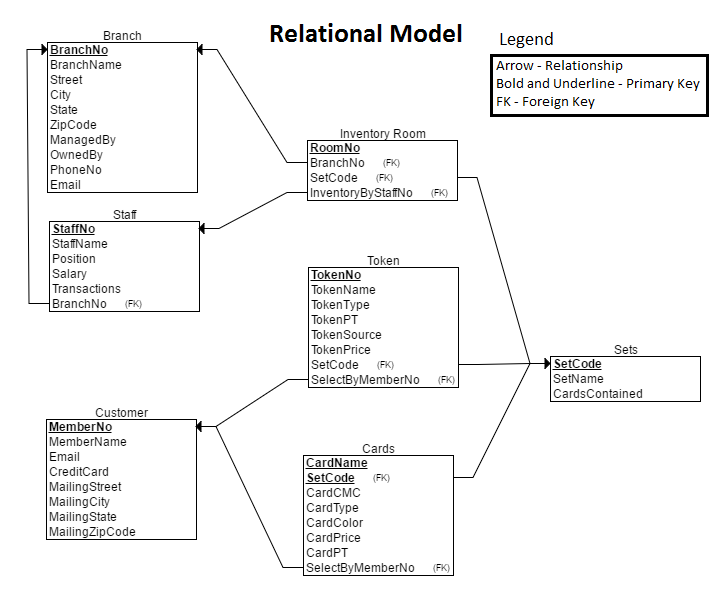 Relational Model
Legend
Arrow - Relationship
Bold and Underline - Primary Key
FK - Foreign Key
Branch
BranchNo
BranchName
Street
City
State
ZipCode
ManagedBy
OwnedBy
PhoneNo
Email
Inventory Room
RoomNo
BranchNo (FK)
SetCode (FK)
InventoryByStaffNo (FK)
Staff
StaffNo
StaffName
Position
Salary
Transactions
BranchNo (FK)
Token
TokenNo
TokenName
TokenType
TokenPT
TokenSource
TokenPrice
SetCode (FK)
SelectByMemberNo (FK)
Sets
SetCode
SetName
CardsContained
Customer
MemberNo
MemberName
Email
CreditCard
MailingStreet
MailingCity
MailingState
MailingZipCode
Cards
CardName
SetCode (FK)
CardCMC
CardType
CardColor
CardPrice
CardPT
SelectByMemberNo (FK)